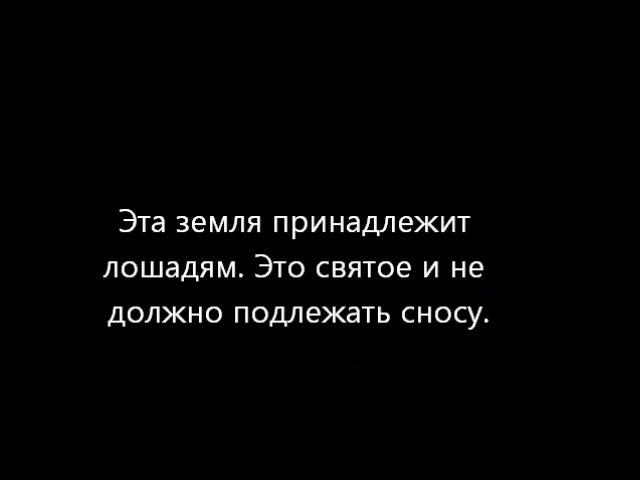 Эта земля принадлежит
лошадям. Это святое и не
должно подлежать сносу.